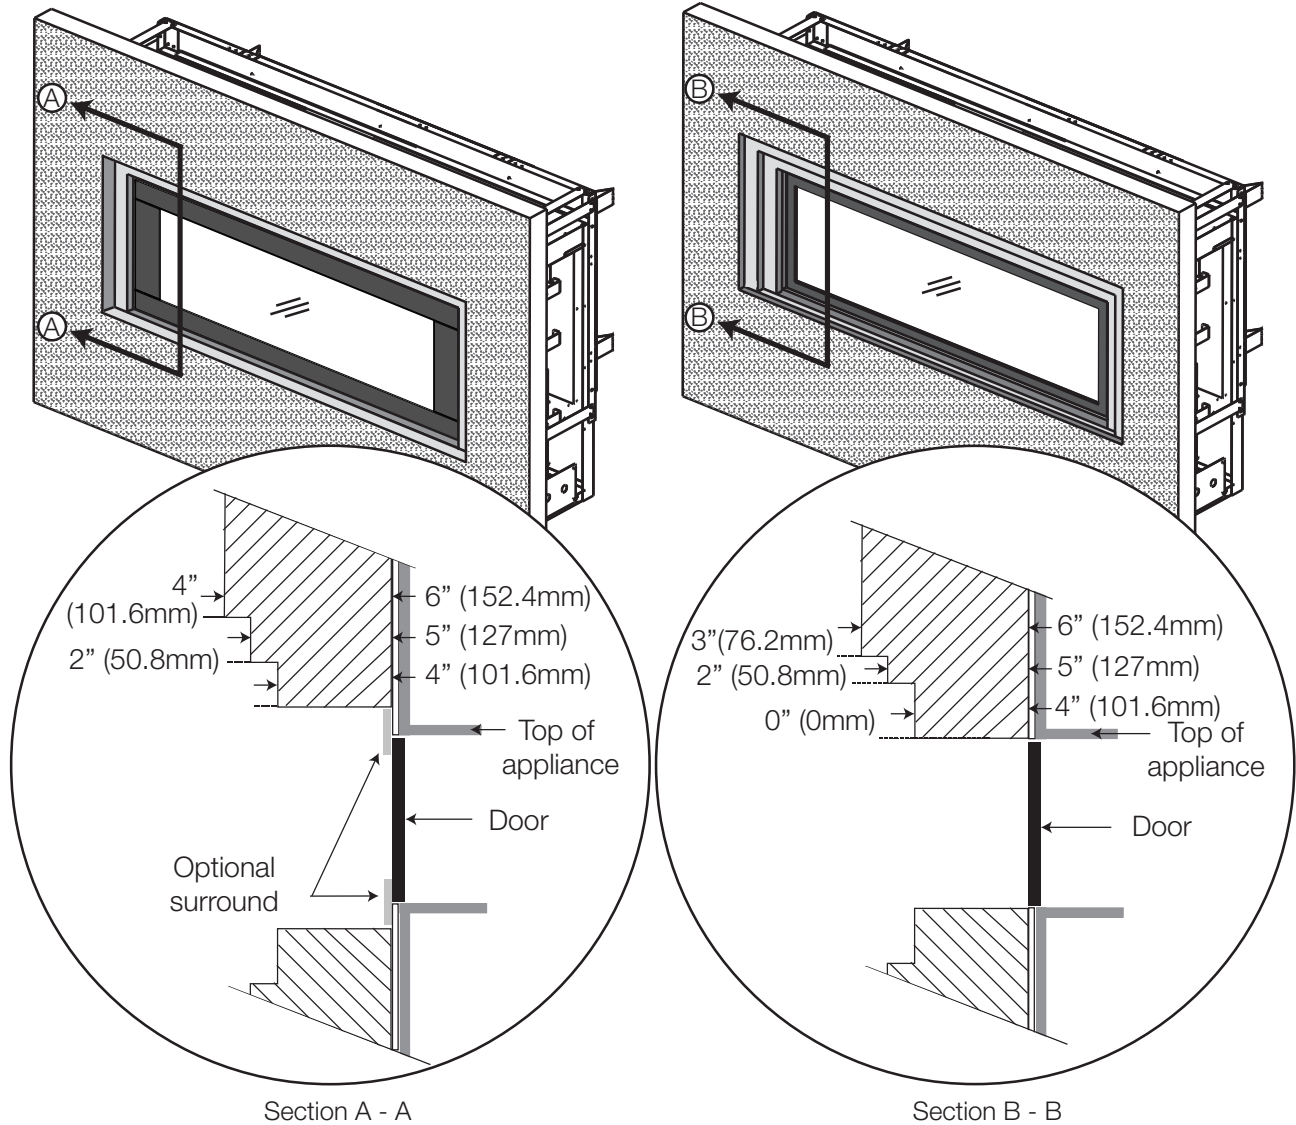 A
A
B
B
4”
(101.6mm)
2” (50.8mm)
6” (152.4mm)
5” (127mm)
4” (101.6mm)
Top of
appliance
Door
Optional
surround
3”(76.2mm)
2” (50.8mm)
0” (0mm)
6” (152.4mm)
5” (127mm)
4” (101.6mm)
Top of
appliance
Door
Section A - A
Section B - B